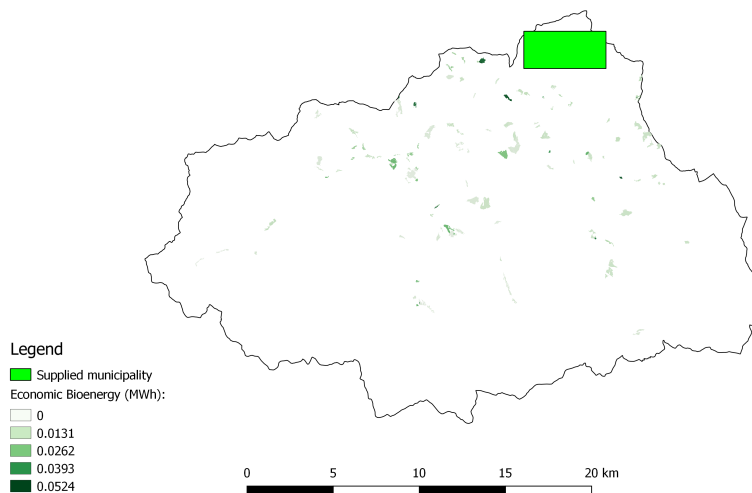 Legend
Supplied municipality
Economic Bioenergy (MWh):
0
0.0131
0.0262
0.0393
0.0524
0 5 10 15 20 km